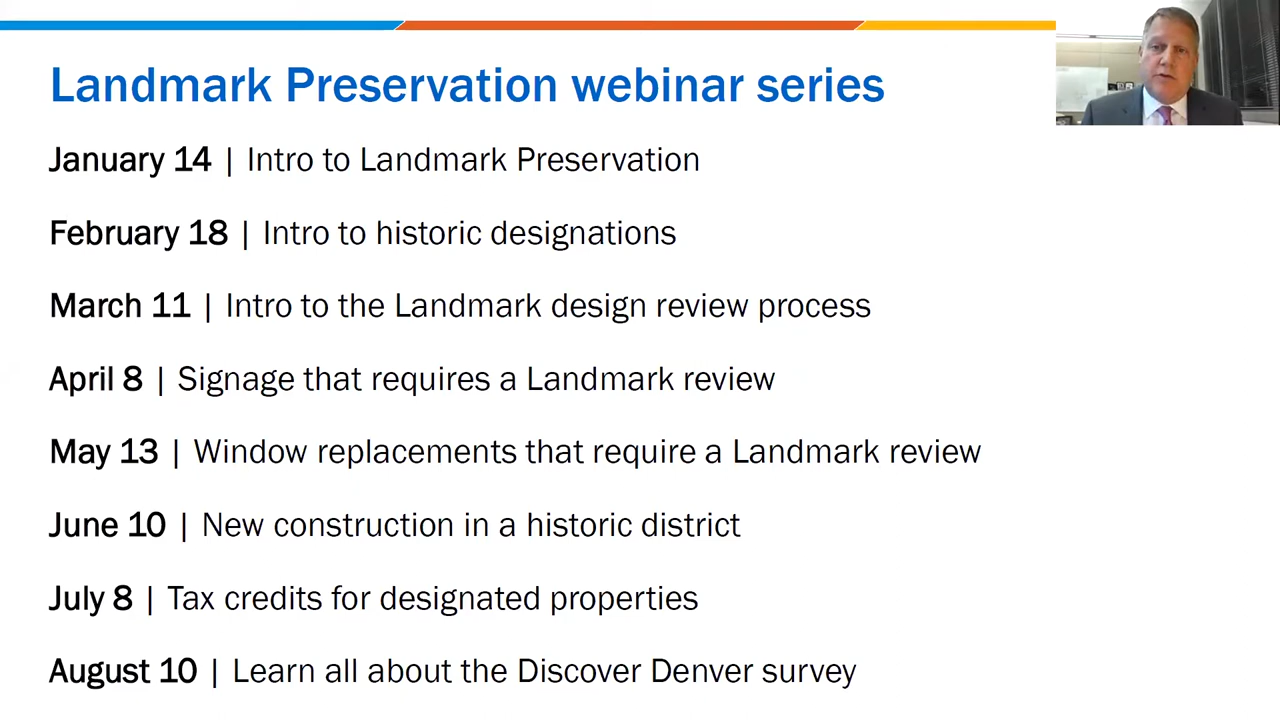 Landmark Preservation webinar series
January 14 | Intro to Landmark Preservation
February 18 | Intro to historic designations
March 11 | Intro to the Landmark design review process
April 8 | Signage that requires a Landmark review
May 13 | Window replacements that require a Landmark review
June 10 | New construction in a historic district
July 8 | Tax credits for designated properties
August 10 | Learn all about the Discover Denver survey